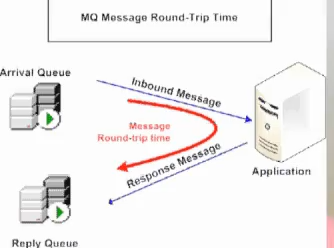 MQ Message Round-Trip Time
Arrival Queue
Inbound Message
Message
Round-trip time
Response Message
Application
Reply Queue